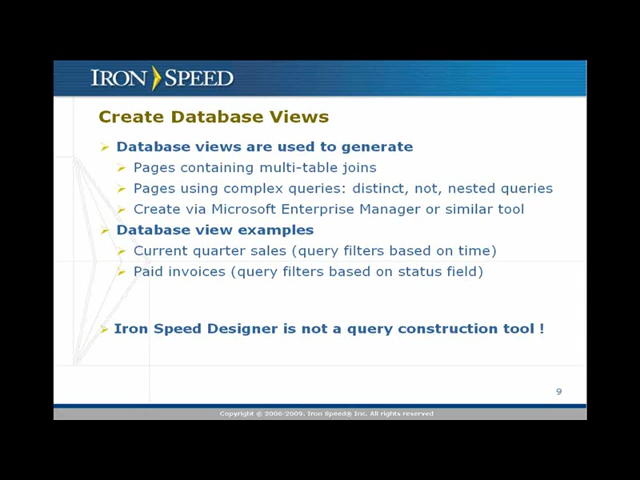 IRON SPEED
Create Database Views
Database views are used to generate
Pages containing multi-table joins
Pages using complex queries: distinct, not, nested queries
Create via Microsoft Enterprise Manager or similar tool
Database view examples
Current quarter sales (query filters based on time)
Paid invoices (query filters based on status field)
Iron Speed Designer is not a query construction tool !
9
Copyright © 2006-2009. Iron Speed® Inc. All rights reserved